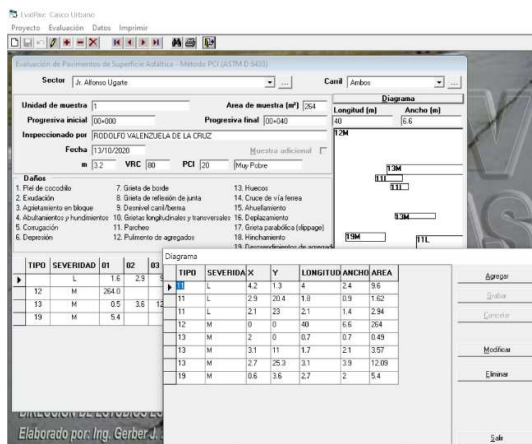 EvalPav: Casco Urbano
Proyecto Evaluación Datos Imprimir
Evaluación de Pavimentos de Superficie Asfáltica - Método PCI (ASTM D 6433)
Sector Jr. Alfonso Ugarte ... Carril Ambos ...
Unidad de muestra 1 Area de muestra (m²) 264
Progresiva inicial 00+000 Progresiva final 00+040
Inspeccionado por RODOLFO VALENZUELA DE LA CRUZ
Fecha 13/10/2020 Muestra adicional
m 3.2 VRC 80 PCI 20 Muy Pobre
Diagrama
Longitud (m) Ancho (m)
40 6.6
12M
13M
11L
11L
13M
19M 11L
Daños
1. Piel de cocodrilo 7. Grieta de borde 13. Huecos
2. Exudación 8. Grieta de reflexión de junta 14. Cruce de vía ferrea
3. Agrietamiento en bloque 9. Desnivel carril/berma 15. Ahuellamiento
4. Abultamientos y hundimientos 10. Grietas longitudinales y transversales 16. Desplazamiento
5. Corrugación 11. Parcheo 17. Grieta parabólica (slippage)
6. Depresión 12. Pulimento de agregados 18. Hinchamiento
19. Desprendimientos de agregad
TIPO SEVERIDAD 01 02 03
L 1.6 2.9
12 M 264.0
13 M 0.5 3.6 12
19 M 5.4
Diagrama
TIPO SEVERIDA X Y LONGITUD ANCHO AREA
11 L 4.2 1.3 4 2.4 9.6
11 L 2.9 20.4 1.8 0.9 1.62
11 L 2.1 23 2.1 1.4 2.94
12 M 0 0 40 6.6 264
13 M 2 0 0.7 0.7 0.49
13 M 3.1 11 1.7 2.1 3.57
13 M 2.7 25.3 3.1 3.9 12.09
19 M 0.6 3.6 2.7 2 5.4
Agregar
Grabar
Cancelar
Modificar
Eliminar
Salir
DIRECCIÓN DE ESTUDIOS ES
Elaborado por: Ing. Gerber J.